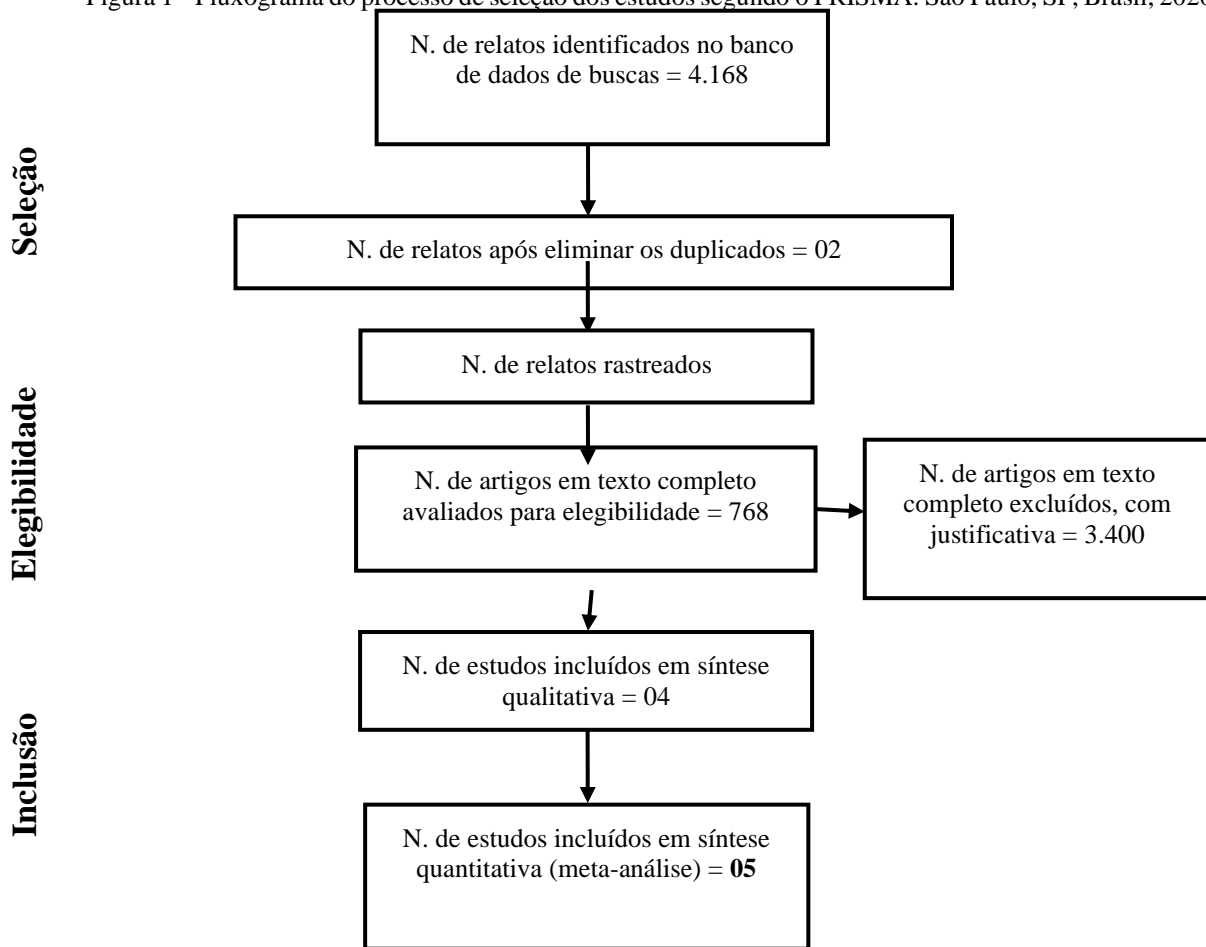 Figura 1 - Fluxograma do processo de seleção dos estudos segundo o PRISMA. São Paulo, SP, Brasil, 2020
N. de relatos identificados no banco
de dados de buscas = 4.168
Seleção
N. de relatos após eliminar os duplicados = 02
N. de relatos rastreados
Elegibilidade
N. de artigos em texto completo
avaliados para elegibilidade = 768
N. de artigos em texto
completo excluídos, com
justificativa = 3.400
N. de estudos incluídos em síntese
qualitativa = 04
Inclusão
N. de estudos incluídos em síntese
quantitativa (meta-análise) = 05